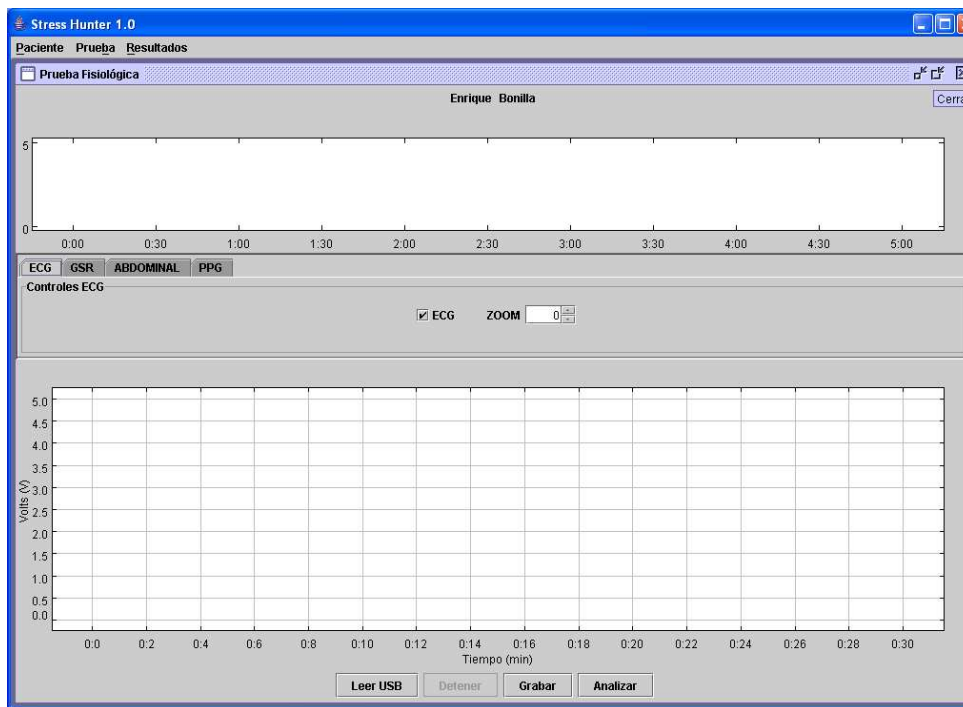 Stress Hunter 1.0
Paciente Prueba Resultados
Prueba Fisiológica
Enrique Bonilla
Cerra
5
0
0:00 0:30 1:00 1:30 2:00 2:30 3:00 3:30 4:00 4:30 5:00
ECG GSR ABDOMINAL PPG
Controles ECG
ECG ZOOM 0
5.0
4.5
4.0
3.5
3.0
2.5
2.0
1.5
1.0
0.5
0.0
Volts (V)
0:0 0:2 0:4 0:6 0:8 0:10 0:12 0:14 0:16 0:18 0:20 0:22 0:24 0:26 0:28 0:30
Tiempo (min)
Leer USB Detener Grabar Analizar